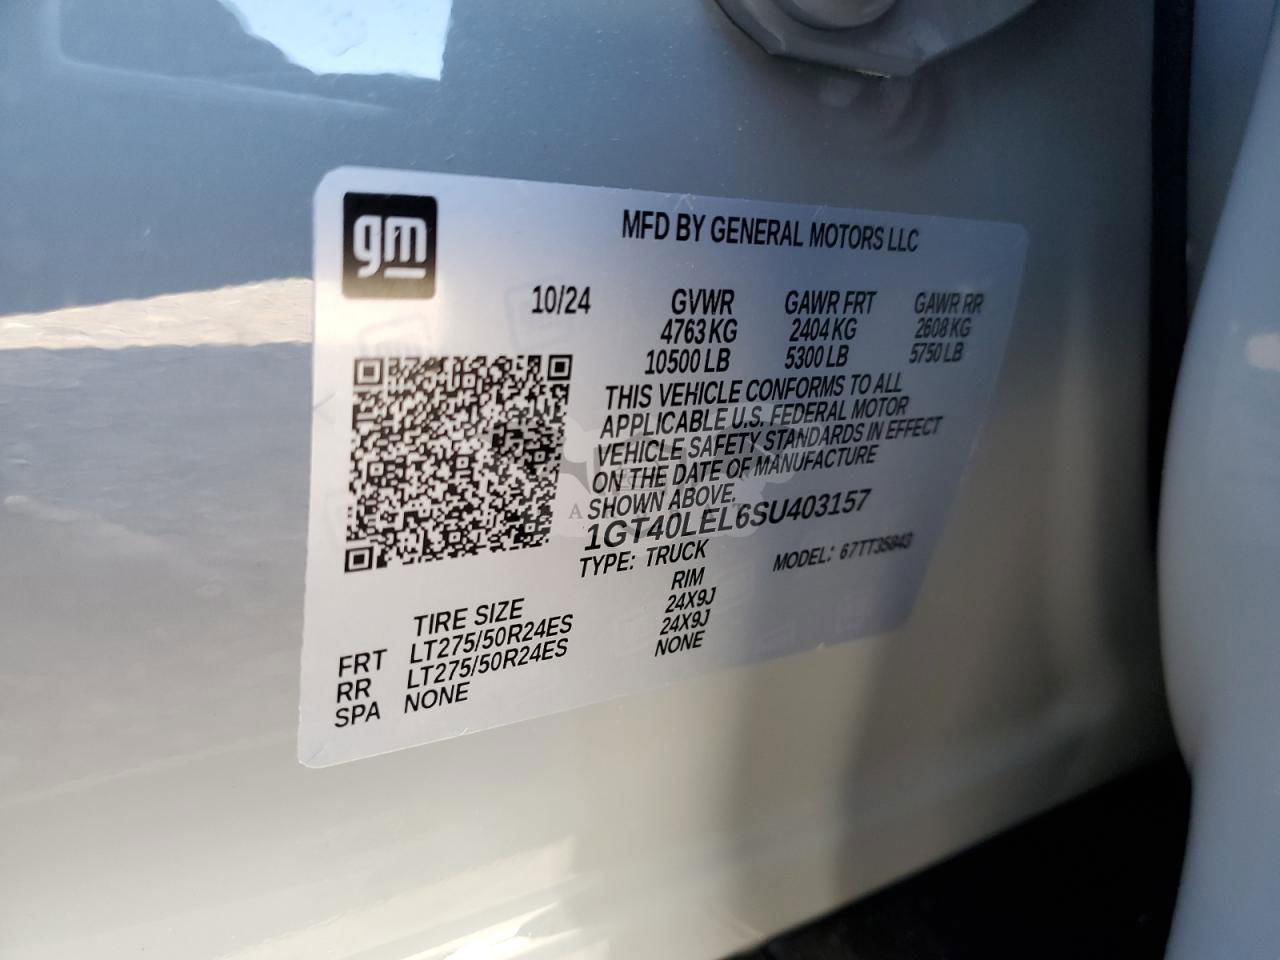 gm
MFD BY GENERAL MOTORS LLC
10/24 GVWR GAWR FRT GAWR RR
4763 KG 2404 KG 2608 KG
10500 LB 5300 LB 5750 LB
THIS VEHICLE CONFORMS TO ALL
APPLICABLE U.S. FEDERAL MOTOR
VEHICLE SAFETY STANDARDS IN EFFECT
ON THE DATE OF MANUFACTURE
SHOWN ABOVE.
1GT40LEL6SU403157
TYPE: TRUCK MODEL: 67TT35843
TIRE SIZE RIM
FRT LT275/50R24ES 24X9J
RR LT275/50R24ES 24X9J
SPA NONE NONE